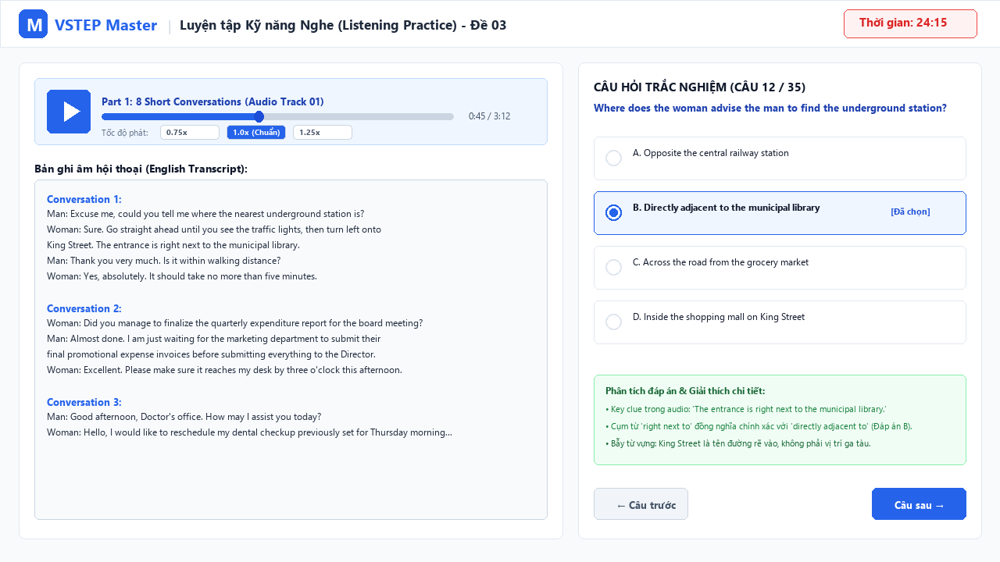 M VSTEP Master | Luyện tập Kỹ năng Nghe (Listening Practice) - Đề 03
Thời gian: 24:15
Part 1: 8 Short Conversations (Audio Track 01)
0:45 / 3:12
Tốc độ phát: 0.75x 1.0x (Chuẩn) 1.25x
Bản ghi âm hội thoại (English Transcript):
Conversation 1:
Man: Excuse me, could you tell me where the nearest underground station is?
Woman: Sure. Go straight ahead until you see the traffic lights, then turn left onto
King Street. The entrance is right next to the municipal library.
Man: Thank you very much. Is it within walking distance?
Woman: Yes, absolutely. It should take no more than five minutes.
Conversation 2:
Woman: Did you manage to finalize the quarterly expenditure report for the board meeting?
Man: Almost done. I am just waiting for the marketing department to submit their
final promotional expense invoices before submitting everything to the Director.
Woman: Excellent. Please make sure it reaches my desk by three o'clock this afternoon.
Conversation 3:
Man: Good afternoon, Doctor's office. How may I assist you today?
Woman: Hello, I would like to reschedule my dental checkup previously set for Thursday morning...
CÂU HỎI TRẮC NGHIỆM (CÂU 12 / 35)
Where does the woman advise the man to find the underground station?
A. Opposite the central railway station
B. Directly adjacent to the municipal library
[Đã chọn]
C. Across the road from the grocery market
D. Inside the shopping mall on King Street
Phân tích đáp án & Giải thích chi tiết:
• Key clue trong audio: 'The entrance is right next to the municipal library.'
• Cụm từ 'right next to' đồng nghĩa chính xác với 'directly adjacent to' (Đáp án B).
• Bẫy từ vựng: King Street là tên đường rẽ vào, không phải vị trí ga tàu.
← Câu trước
Câu sau →